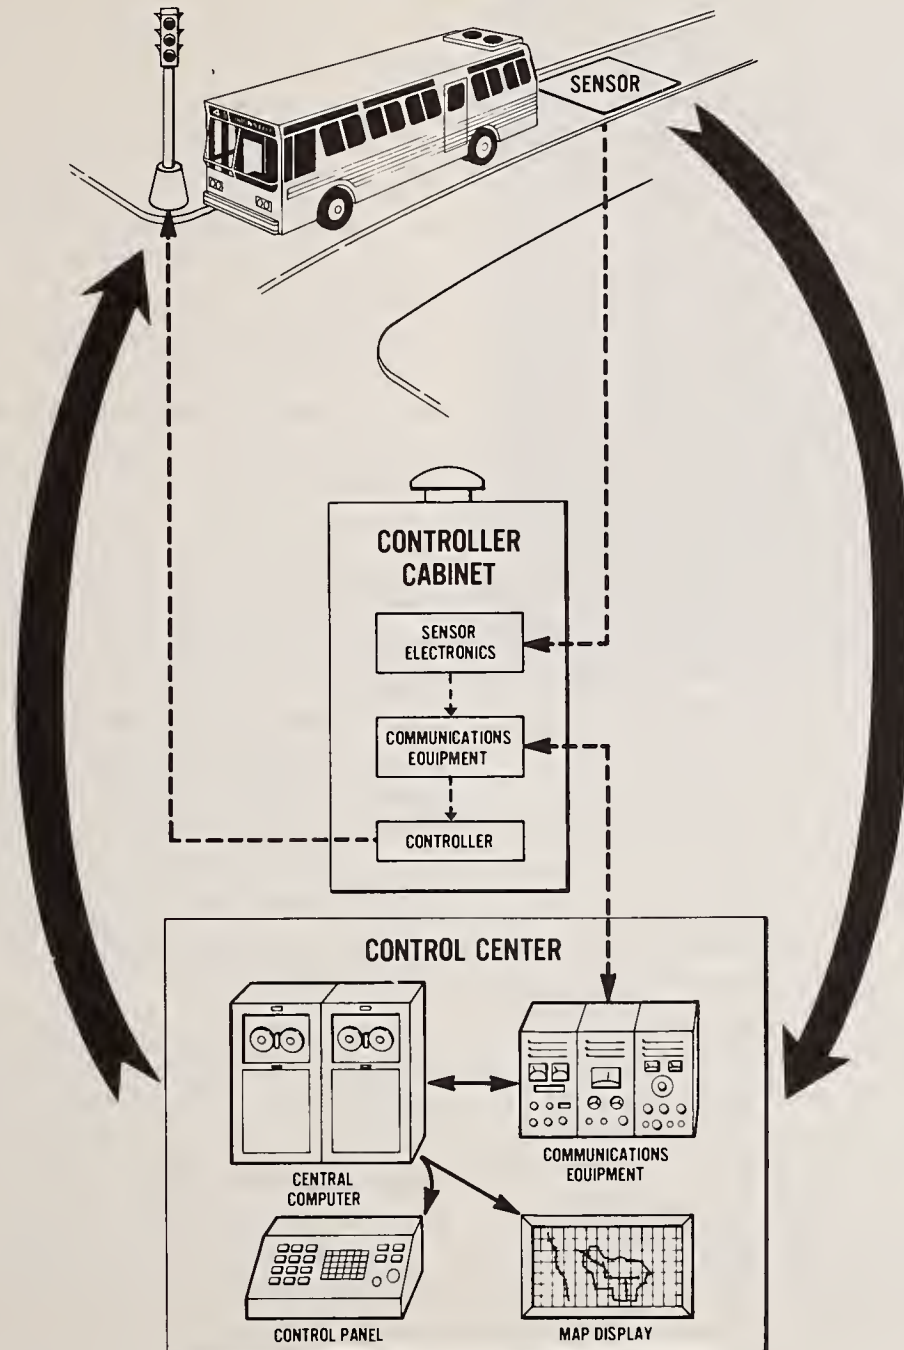 SENSOR
CONTROLLER
CABINET
SENSOR
ELECTRONICS
COMMUNICATIONS
EQUIPMENT
CONTROLLER
CONTROL CENTER
CENTRAL
COMPUTER
COMMUNICATIONS
EQUIPMENT
CONTROL PANEL
MAP DISPLAY